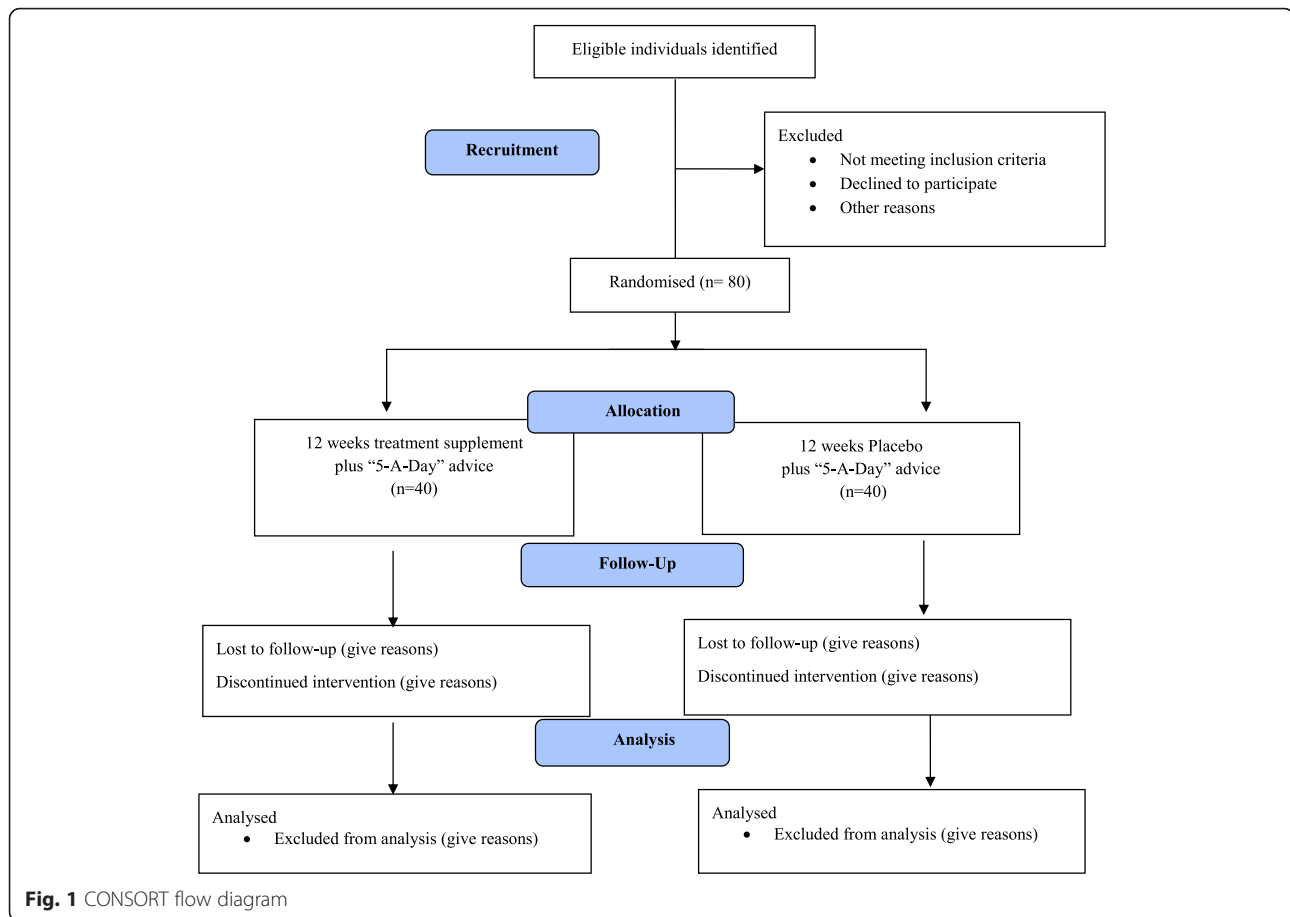 Eligible individuals identified
Recruitment
Excluded
• Not meeting inclusion criteria
• Declined to participate
• Other reasons
Randomised (n= 80)
Allocation
12 weeks treatment supplement
plus “5-A-Day” advice
(n=40)
12 weeks Placebo
plus “5-A-Day” advice
(n=40)
Follow-Up
Lost to follow-up (give reasons)
Discontinued intervention (give reasons)
Lost to follow-up (give reasons)
Discontinued intervention (give reasons)
Analysis
Analysed
• Excluded from analysis (give reasons)
Analysed
• Excluded from analysis (give reasons)
Fig. 1 CONSORT flow diagram